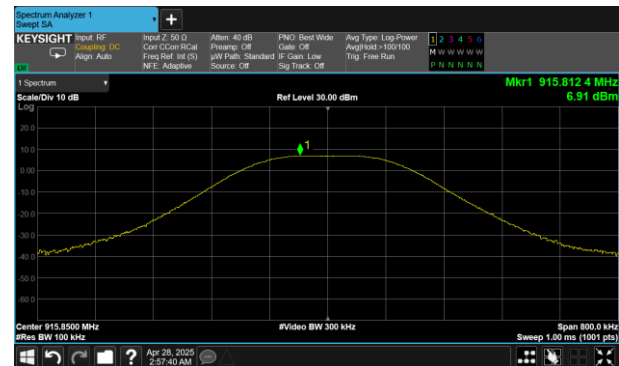 Spectrum Analyzer 1
Swept SA
+
KEYSIGHT
Input: RF
Coupling: DC
Align: Auto
Input Z: 50 Ω
Corr CCorr RCal
Freq Ref: Int (S)
NFE: Adaptive
Atten: 40 dB
Preamp: Off
µW Path: Standard
Source: Off
PNO: Best Wide
Gate: Off
IF Gain: Low
Sig Track: Off
Avg Type: Log-Power
Avg|Hold:>100/100
Trig: Free Run
1 2 3 4 5 6
M W W W W W
P N N N N N
1 Spectrum
Scale/Div 10 dB
Log
Ref Level 30.00 dBm
Mkr1 915.812 4 MHz
6.91 dBm
20.0
10.0
0.00
-10.0
-20.0
-30.0
-40.0
-50.0
-60.0
1
Center 915.8500 MHz
#Res BW 100 kHz
#Video BW 300 kHz
Span 800.0 kHz
Sweep 1.00 ms (1001 pts)
?
Apr 28, 2025
2:57:40 AM